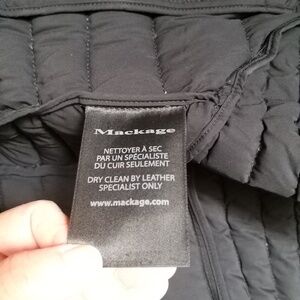 Mackage
NETTOYER À SEC
PAR UN SPÉCIALISTE
DU CUIR SEULEMENT
DRY CLEAN BY LEATHER
SPECIALIST ONLY
www.mackage.com